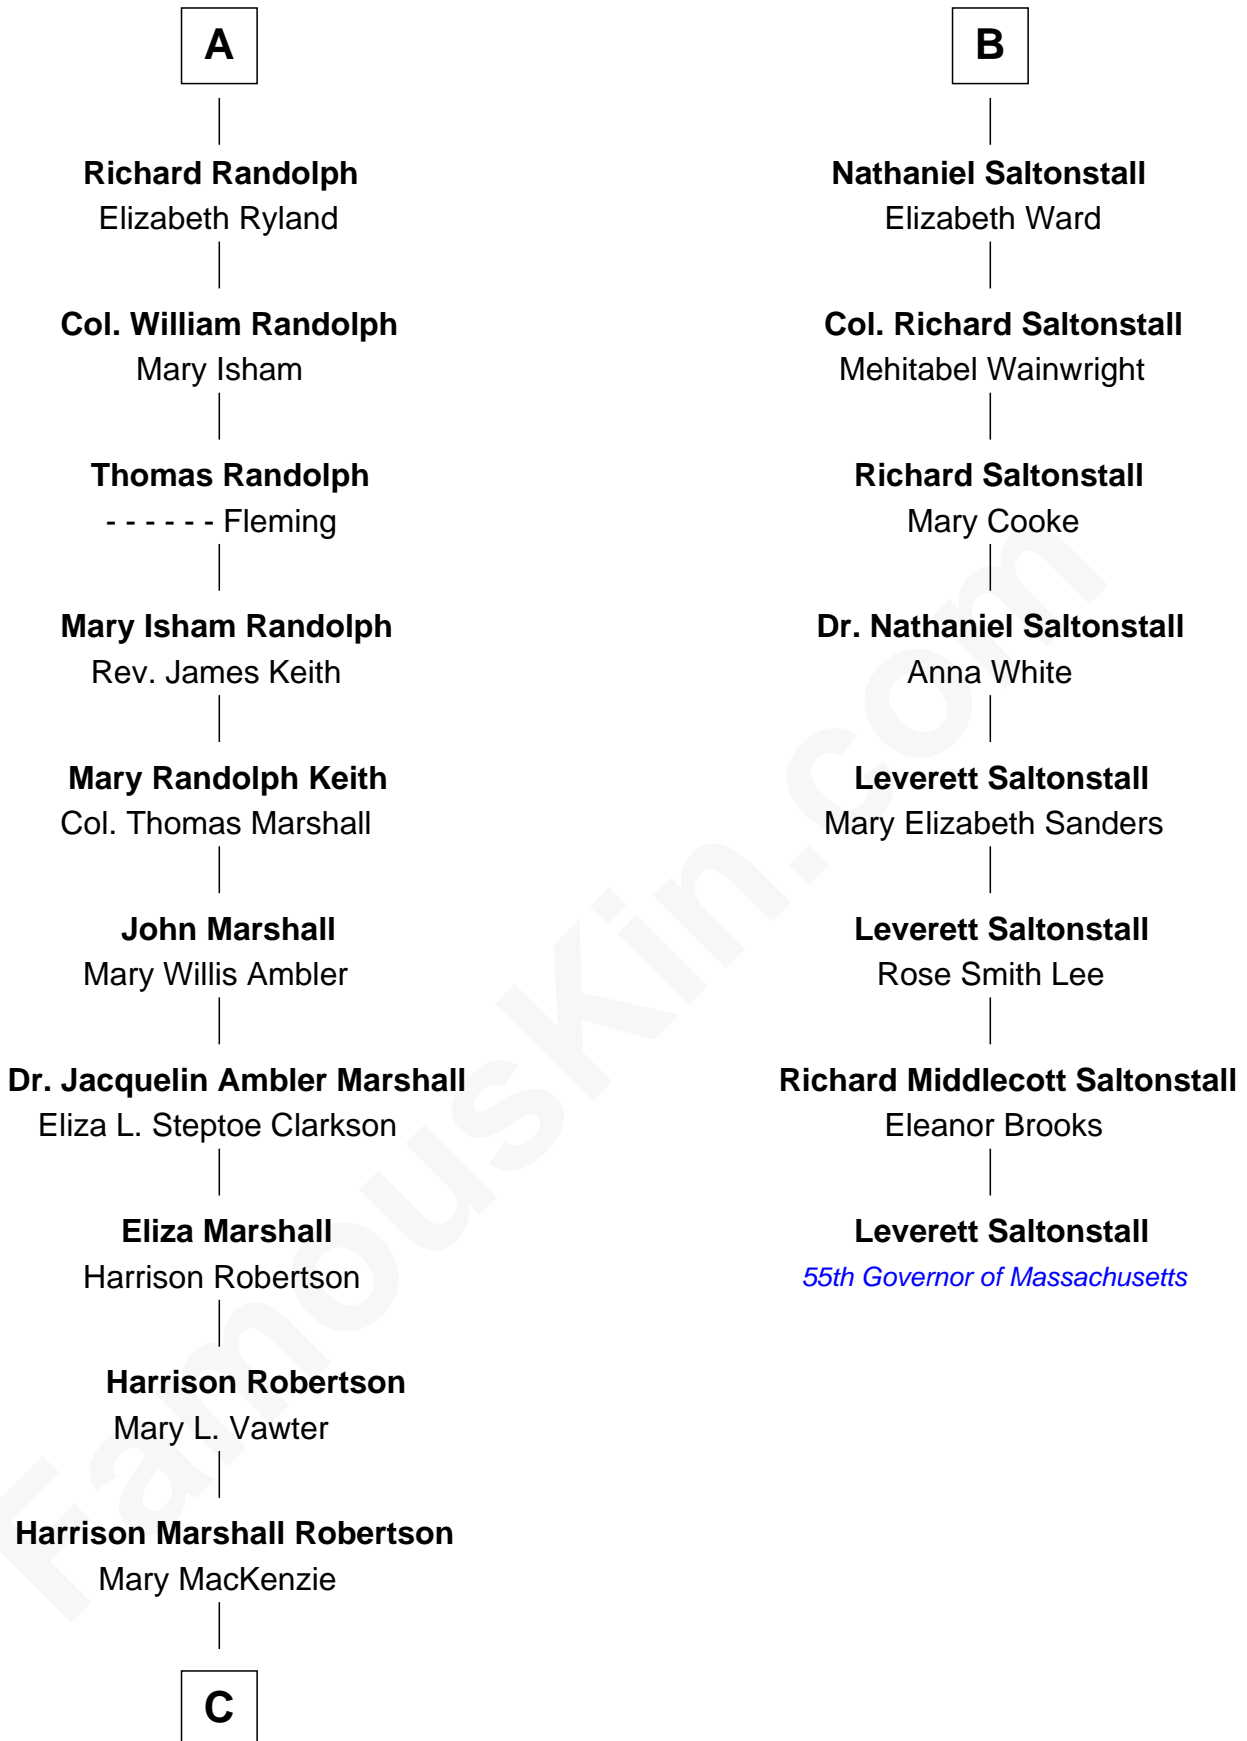 A
Richard Randolph
Elizabeth Ryland
Col. William Randolph
Mary Isham
Thomas Randolph
- - - - - - Fleming
Mary Isham Randolph
Rev. James Keith
Mary Randolph Keith
Col. Thomas Marshall
John Marshall
Mary Willis Ambler
Dr. Jacquelin Ambler Marshall
Eliza L. Steptoe Clarkson
Eliza Marshall
Harrison Robertson
Harrison Robertson
Mary L. Vawter
Harrison Marshall Robertson
Mary MacKenzie
C
B
Nathaniel Saltonstall
Elizabeth Ward
Col. Richard Saltonstall
Mehitabel Wainwright
Richard Saltonstall
Mary Cooke
Dr. Nathaniel Saltonstall
Anna White
Leverett Saltonstall
Mary Elizabeth Sanders
Leverett Saltonstall
Rose Smith Lee
Richard Middlecott Saltonstall
Eleanor Brooks
Leverett Saltonstall
55th Governor of Massachusetts
FamousKin.com